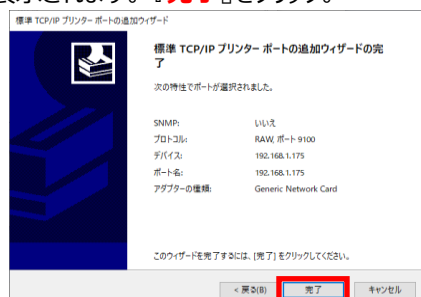 表示されます。『完了』をクリック。
標準 TCP/IP プリンター ポートの追加ウィザード
標準 TCP/IP プリンター ポートの追加ウィザードの完
了
次の特性でポートが選択されました。
SNMP: いいえ
プロトコル: RAW, ポート 9100
デバイス: 192.168.1.175
ポート名: 192.168.1.175
アダプターの種類: Generic Network Card
このウィザードを完了するには、[完了] をクリックしてください。
< 戻る(B) 完了 キャンセル